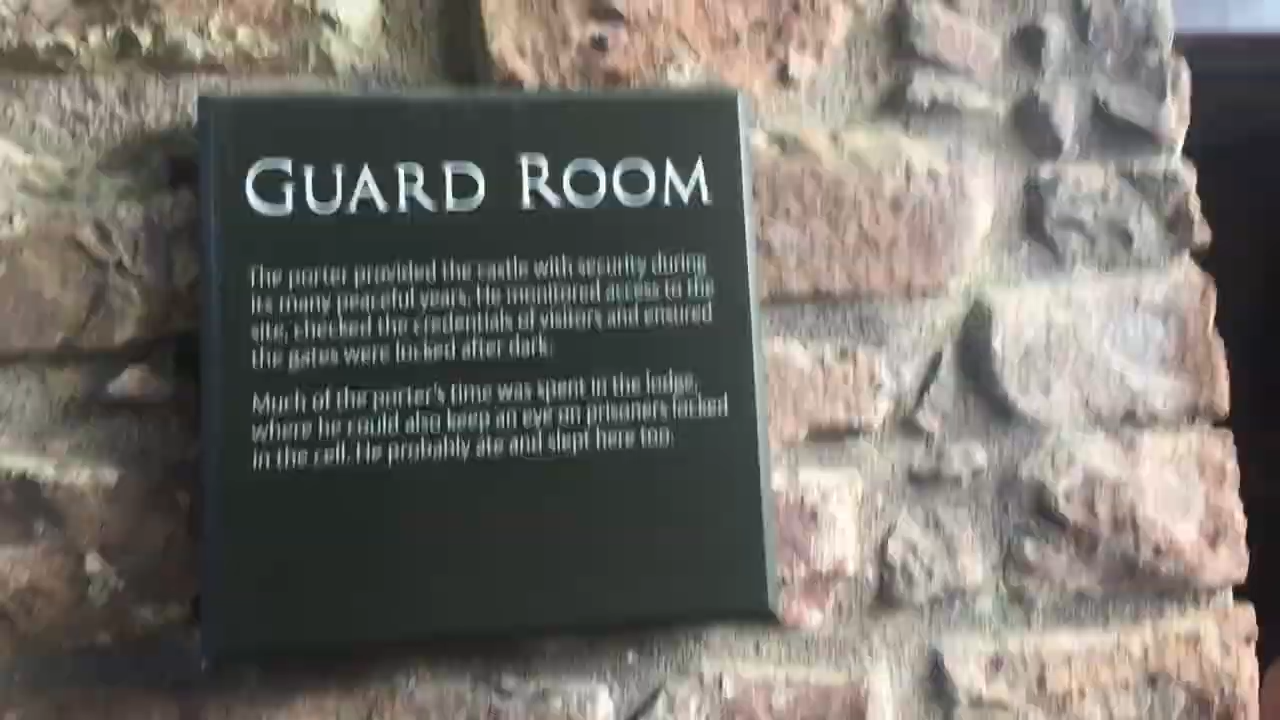 GUARD ROOM
The porter provided the castle with security during
its many peaceful years. He monitored access to the
site, checked the credentials of visitors and ensured
the gates were locked after dark.
Much of the porter's time was spent in the lodge,
where he could also keep an eye on prisoners locked
in the cell. He probably ate and slept here too.